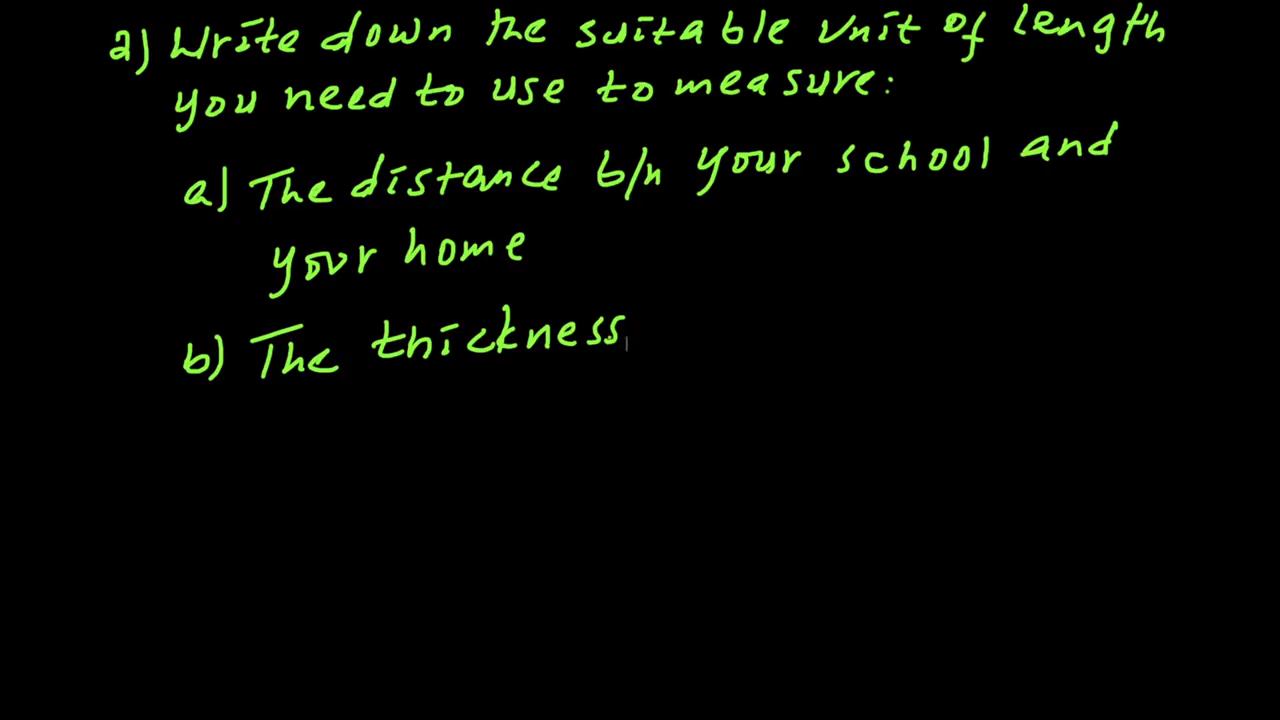 a) Write down the suitable unit of length
you need to use to measure:
a) The distance b/n your school and
your home
b) The thickness